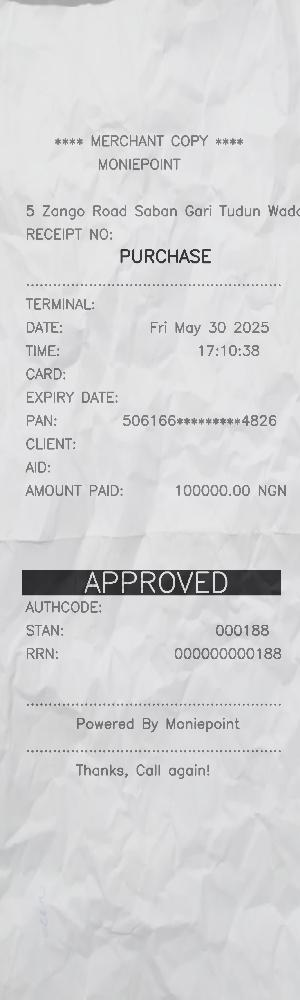 **** MERCHANT COPY ****
MONIEPOINT
5 Zango Road Saban Gari Tudun Wada
RECEIPT NO:
PURCHASE
TERMINAL:
DATE: Fri May 30 2025
TIME: 17:10:38
CARD:
EXPIRY DATE:
PAN: 506166*********4826
CLIENT:
AID:
AMOUNT PAID: 100000.00 NGN
APPROVED
AUTHCODE:
STAN: 000188
RRN: 000000000188
Powered By Moniepoint
Thanks, Call again!